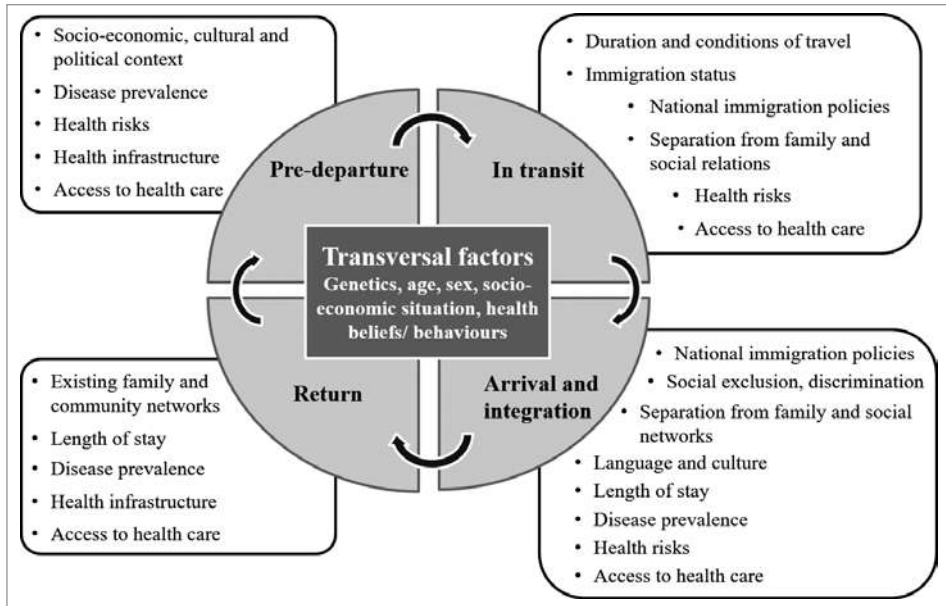 • Socio-economic, cultural and
political context
• Disease prevalence
• Health risks
• Health infrastructure
• Access to health care
• Duration and conditions of travel
• Immigration status
• National immigration policies
• Separation from family and
social relations
• Health risks
• Access to health care
Pre-departure
In transit
Transversal factors
Genetics, age, sex, socio-
economic situation, health
beliefs/ behaviours
Return
Arrival and
integration
• Existing family and
community networks
• Length of stay
• Disease prevalence
• Health infrastructure
• Access to health care
• National immigration policies
• Social exclusion, discrimination
• Separation from family and social
networks
• Language and culture
• Length of stay
• Disease prevalence
• Health risks
• Access to health care